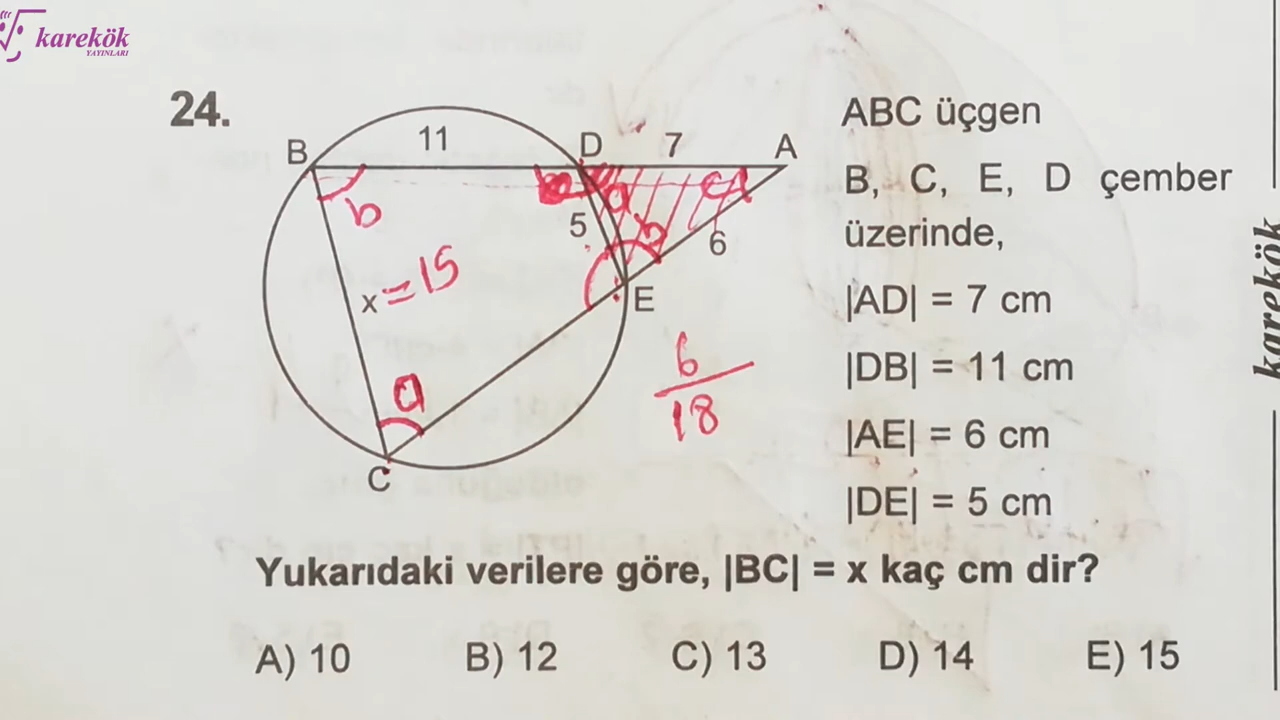 karekök
YAYINLARI
24.
B
11
D
7
A
b
a
a
b
5
6
x = 15
E
a
C
6
18
ABC üçgen
B, C, E, D çember
üzerinde,
|AD| = 7 cm
|DB| = 11 cm
|AE| = 6 cm
|DE| = 5 cm
karekök
Yukarıdaki verilere göre, |BC| = x kaç cm dir?
A) 10 B) 12 C) 13 D) 14 E) 15